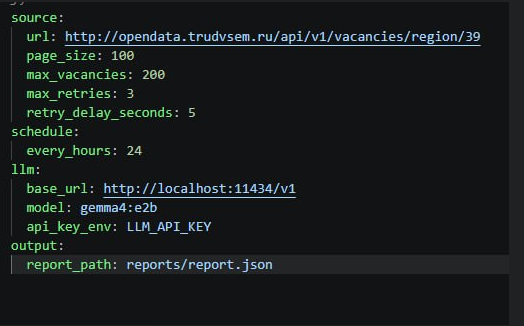 source:
  url: http://opendata.trudvsem.ru/api/v1/vacancies/region/39
  page_size: 100
  max_vacancies: 200
  max_retries: 3
  retry_delay_seconds: 5
schedule:
  every_hours: 24
llm:
  base_url: http://localhost:11434/v1
  model: gemma4:e2b
  api_key_env: LLM_API_KEY
output:
  report_path: reports/report.json